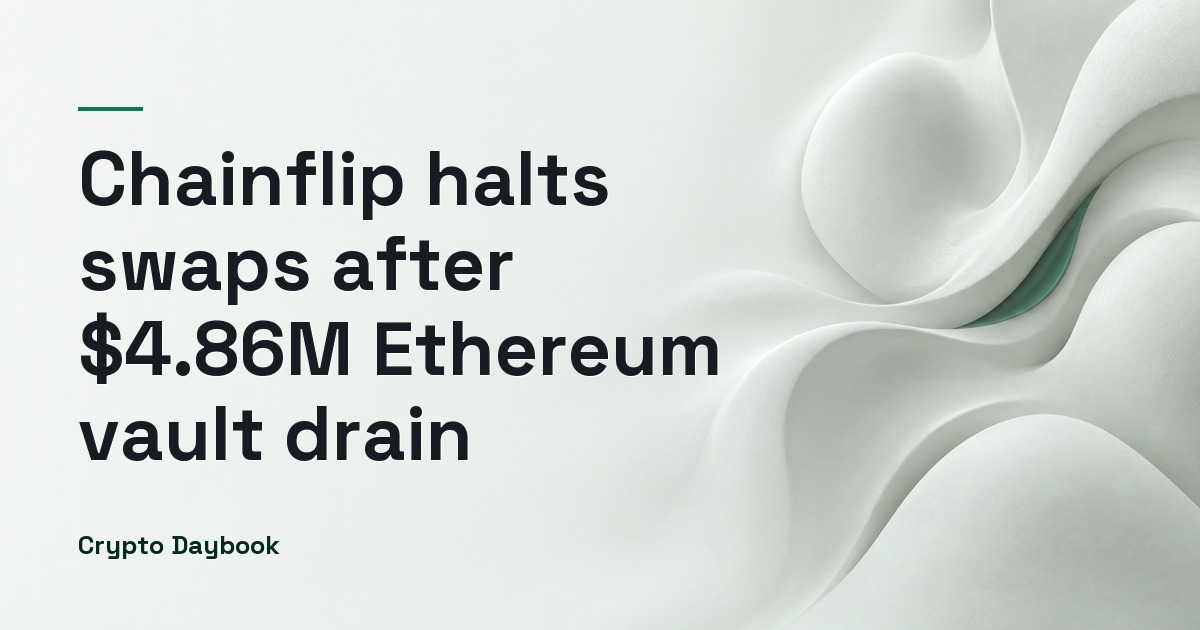 Chainflip halts
swaps after
$4.86M Ethereum
vault drain
Crypto Daybook